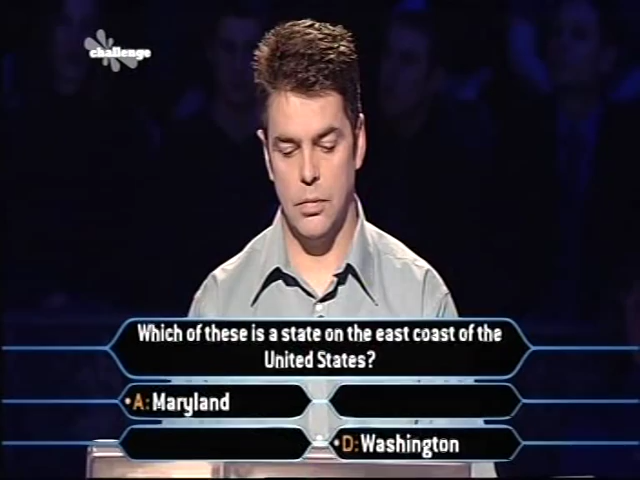 challenge
Which of these is a state on the east coast of the
United States?
A: Maryland
D: Washington